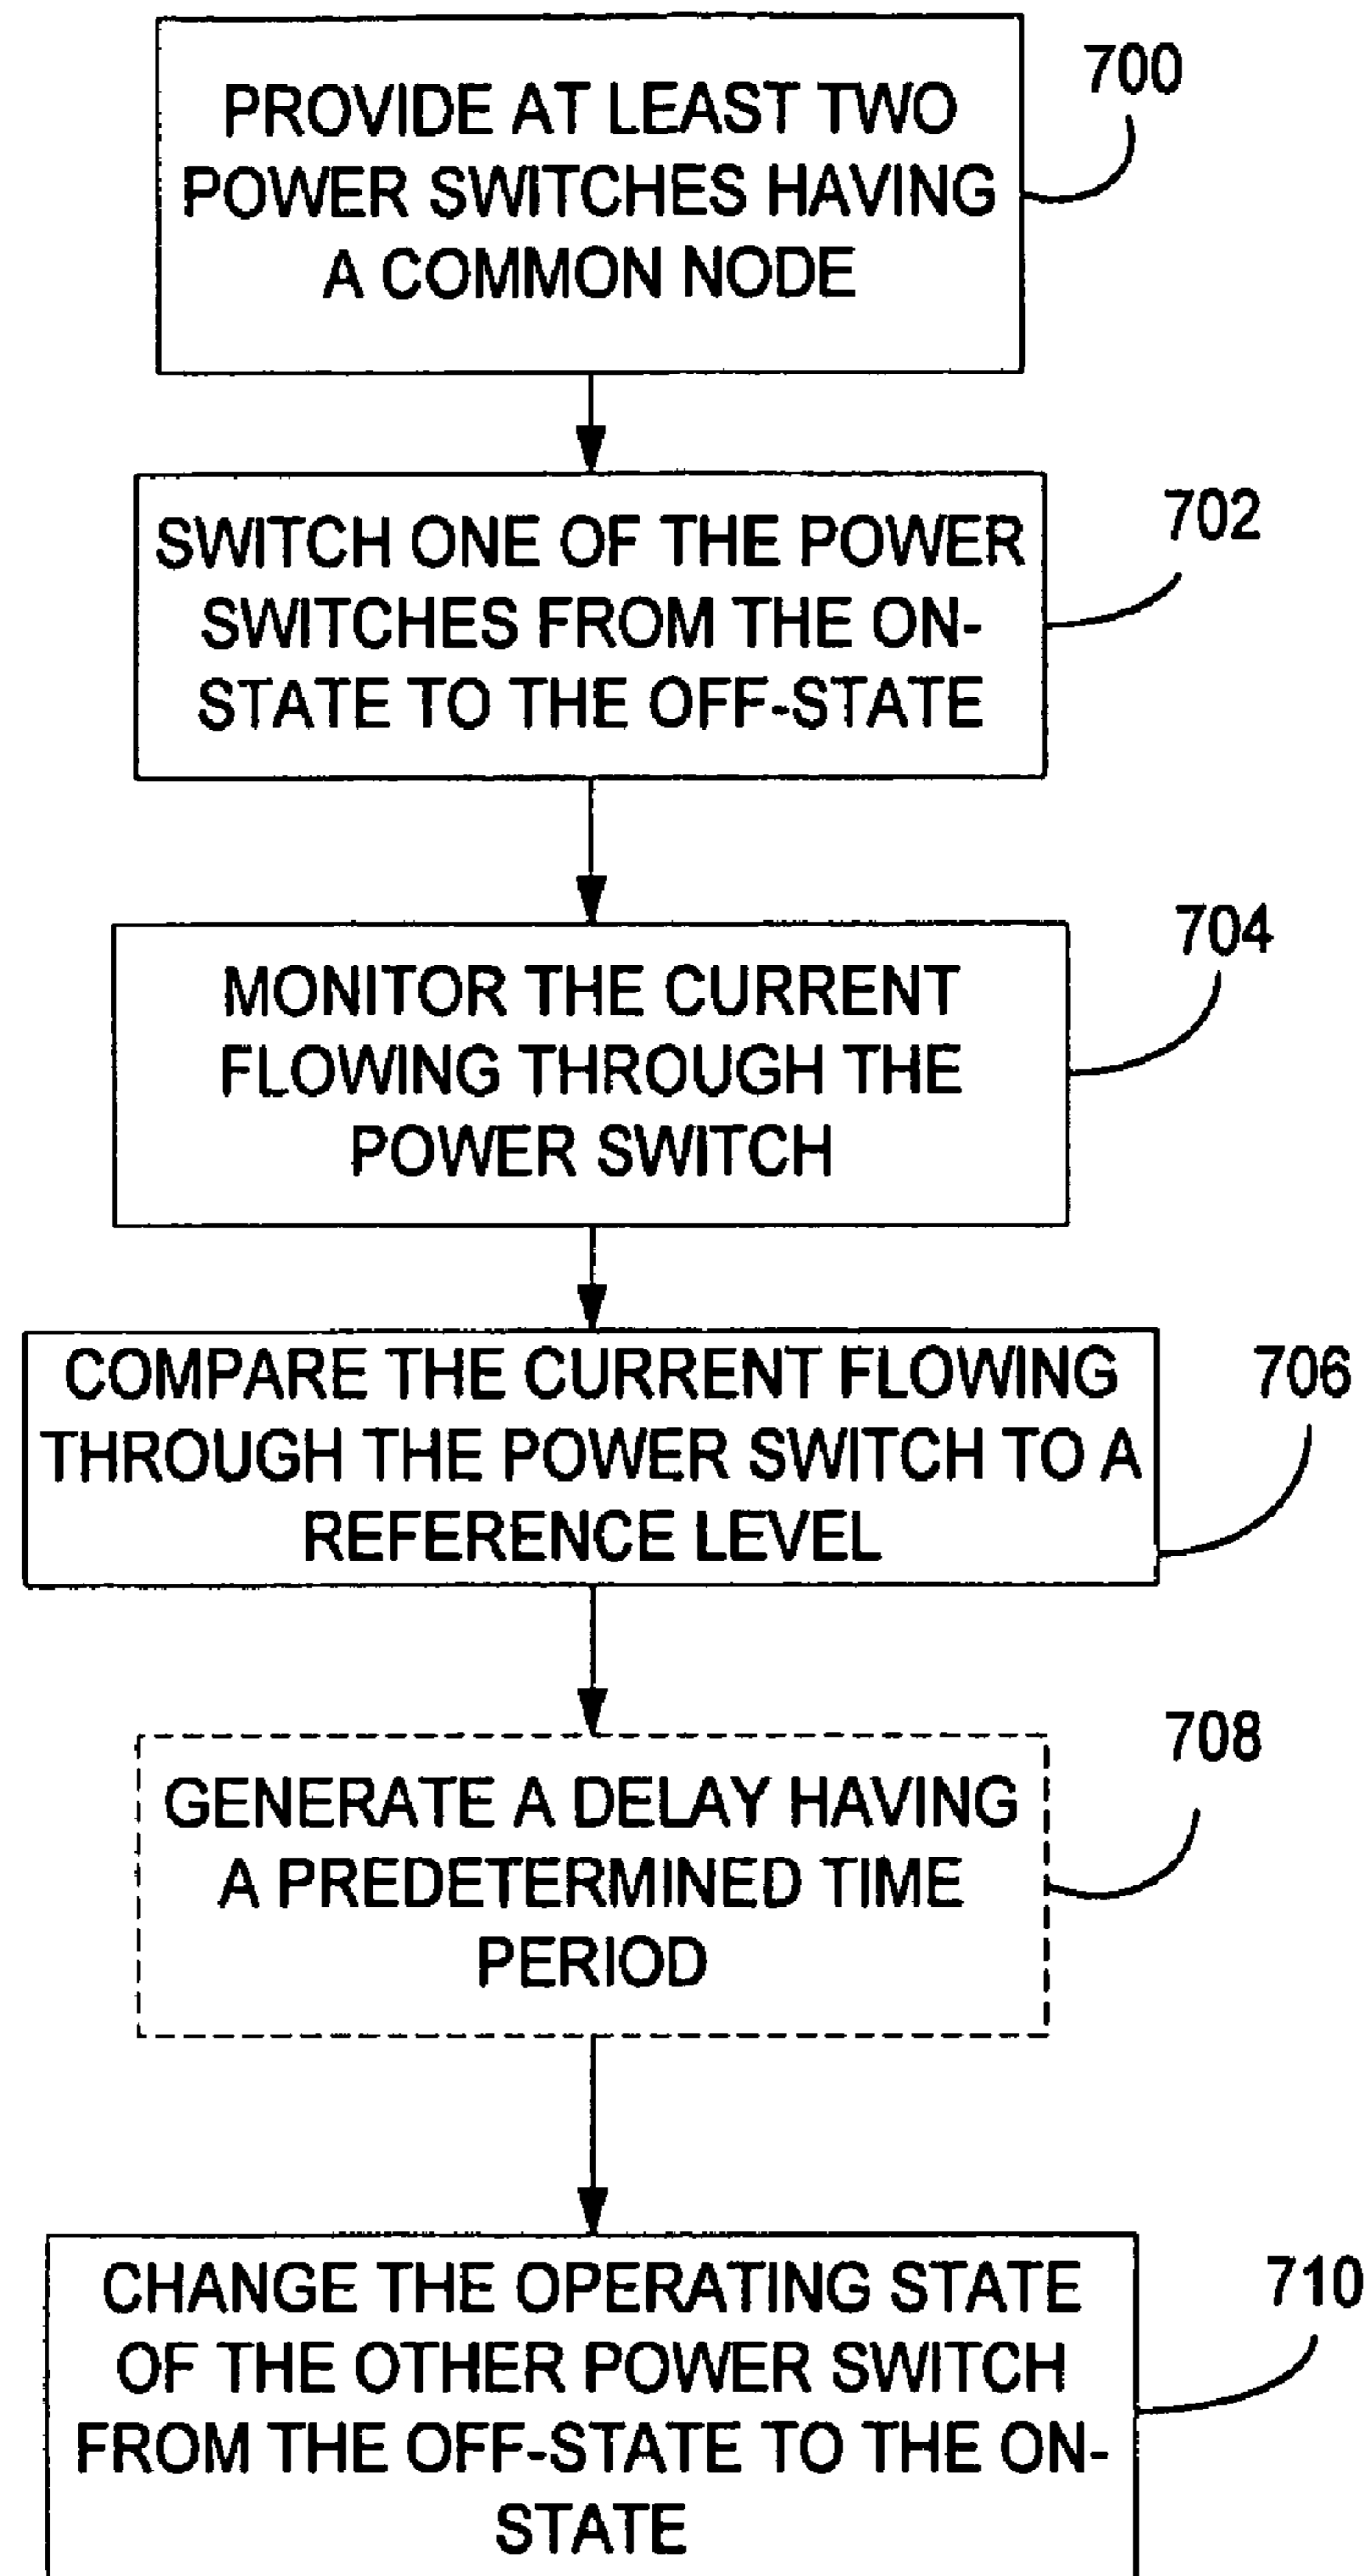 PROVIDE AT LEAST TWO
POWER SWITCHES HAVING
A COMMON NODE
700
SWITCH ONE OF THE POWER
SWITCHES FROM THE ON-
STATE TO THE OFF-STATE
702
MONITOR THE CURRENT
FLOWING THROUGH THE
POWER SWITCH
704
COMPARE THE CURRENT FLOWING
THROUGH THE POWER SWITCH TO A
REFERENCE LEVEL
706
GENERATE A DELAY HAVING
A PREDETERMINED TIME
PERIOD
708
CHANGE THE OPERATING STATE
OF THE OTHER POWER SWITCH
FROM THE OFF-STATE TO THE ON-
STATE
710